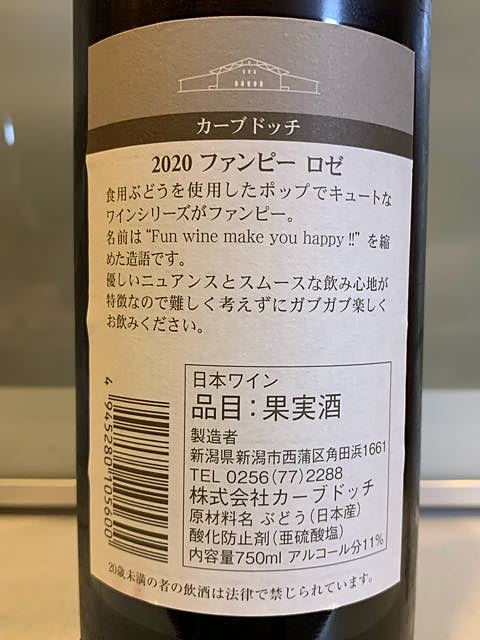 カーブドッチ
2020 ファンピー ロゼ
食用ぶどうを使用したポップでキュートな
ワインシリーズがファンピー。
名前は“Fun wine make you happy !!” を縮
めた造語です。
優しいニュアンスとスムースな飲み心地が
特徴なので難しく考えずにガブガブ楽しく
お飲みください。
日本ワイン
品目：果実酒
製造者
新潟県新潟市西蒲区角田浜1661
TEL 0256(77)2288
株式会社カーブドッチ
原材料名 ぶどう(日本産)
酸化防止剤(亜硫酸塩)
内容量750ml アルコール分11%
4 945280 105600
20歳未満の者の飲酒は法律で禁じられています。